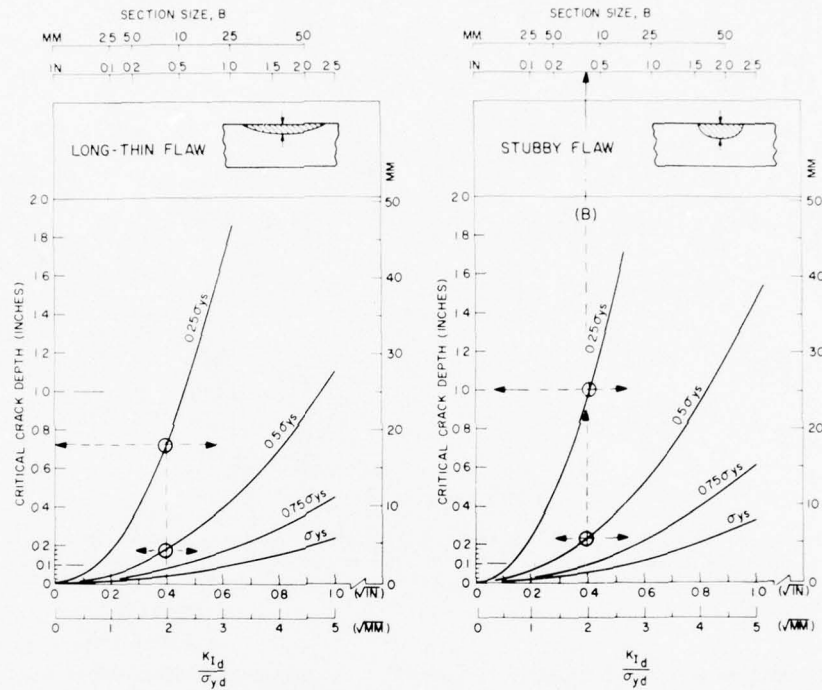 SECTION SIZE, B
MM 2.5 5.0 10 25 50
IN 0.1 0.2 0.5 1.0 1.5 2.0 2.5
LONG-THIN FLAW
MM
CRITICAL CRACK DEPTH (INCHES)
2.0
1.8
1.6
1.4
1.2
1.0
0.8
0.6
0.4
0.2
0.1
0
50
40
30
20
10
0
0.25σys
0.5σys
0.75σys
σys
0 0.2 0.4 0.6 0.8 1.0 (√IN)
0 1 2 3 4 5 (√MM)
K Id
σyd
SECTION SIZE, B
MM 2.5 5.0 10 25 50
IN 0.1 0.2 0.5 1.0 1.5 2.0 2.5
STUBBY FLAW
MM
(B)
CRITICAL CRACK DEPTH (INCHES)
2.0
1.8
1.6
1.4
1.2
1.0
0.8
0.6
0.4
0.2
0.1
0
50
40
30
20
10
0
0.25σys
0.5σys
0.75σys
σys
0 0.2 0.4 0.6 0.8 1.0 (√IN)
0 1 2 3 4 5 (√MM)
K Id
σyd